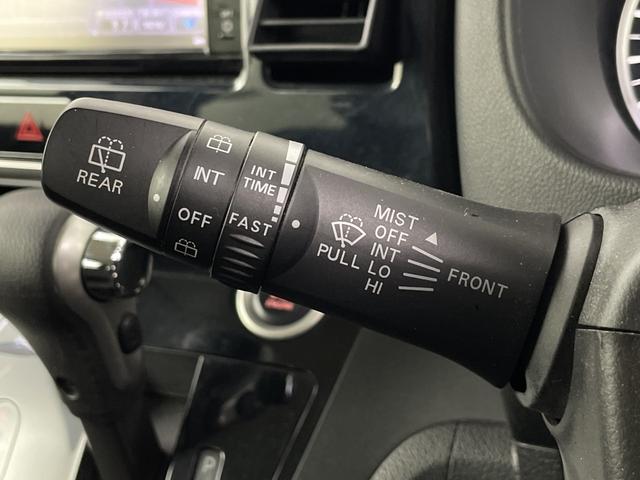 REAR
INT
OFF
INT
TIME
FAST
PULL
MIST
OFF
INT
LO
HI
FRONT
P